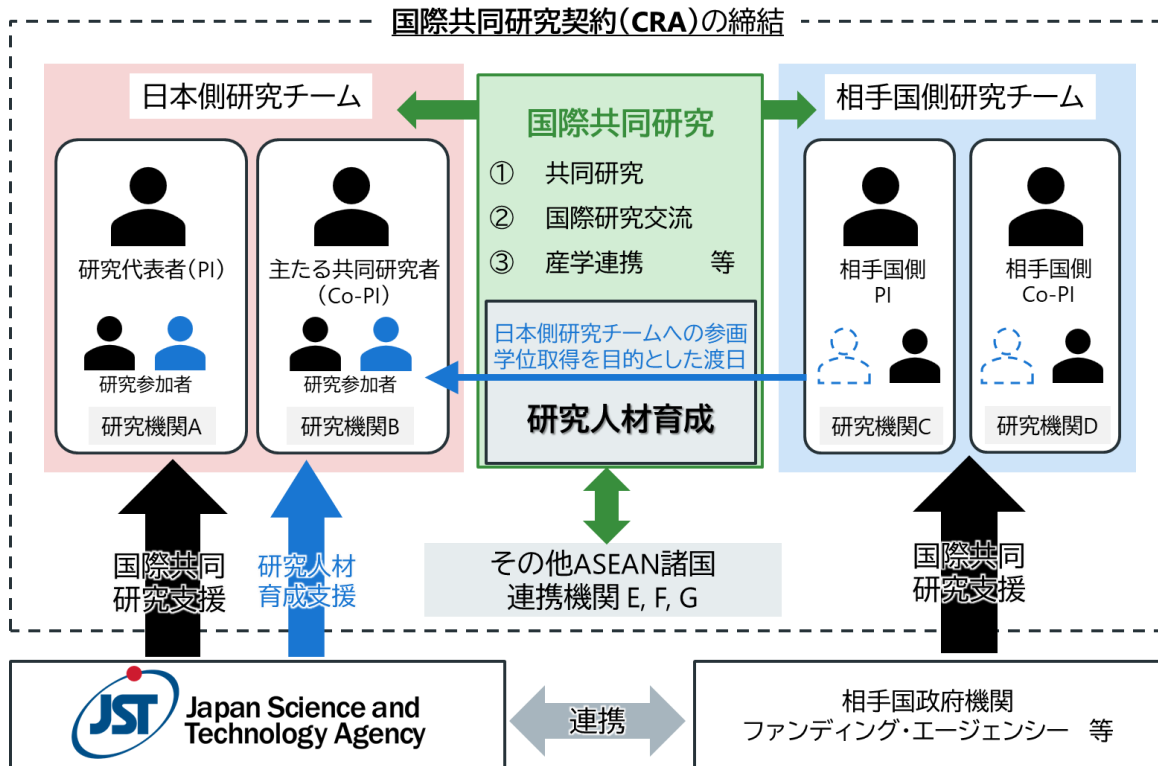 国際共同研究契約（CRA）の締結
日本側研究チーム
研究代表者（PI）
研究参加者
研究機関A
主たる共同研究者
（Co-PI）
研究参加者
研究機関B
国際共同研究
① 共同研究
② 国際研究交流
③ 産学連携 等
日本側研究チームへの参画
学位取得を目的とした渡日
研究人材育成
相手国側研究チーム
相手国側
PI
研究機関C
相手国側
Co-PI
研究機関D
国際共同
研究支援
研究人材
育成支援
その他ASEAN諸国
連携機関 E, F, G
国際共同
研究支援
JST
Japan Science and
Technology Agency
連携
相手国政府機関
ファンディング・エージェンシー 等